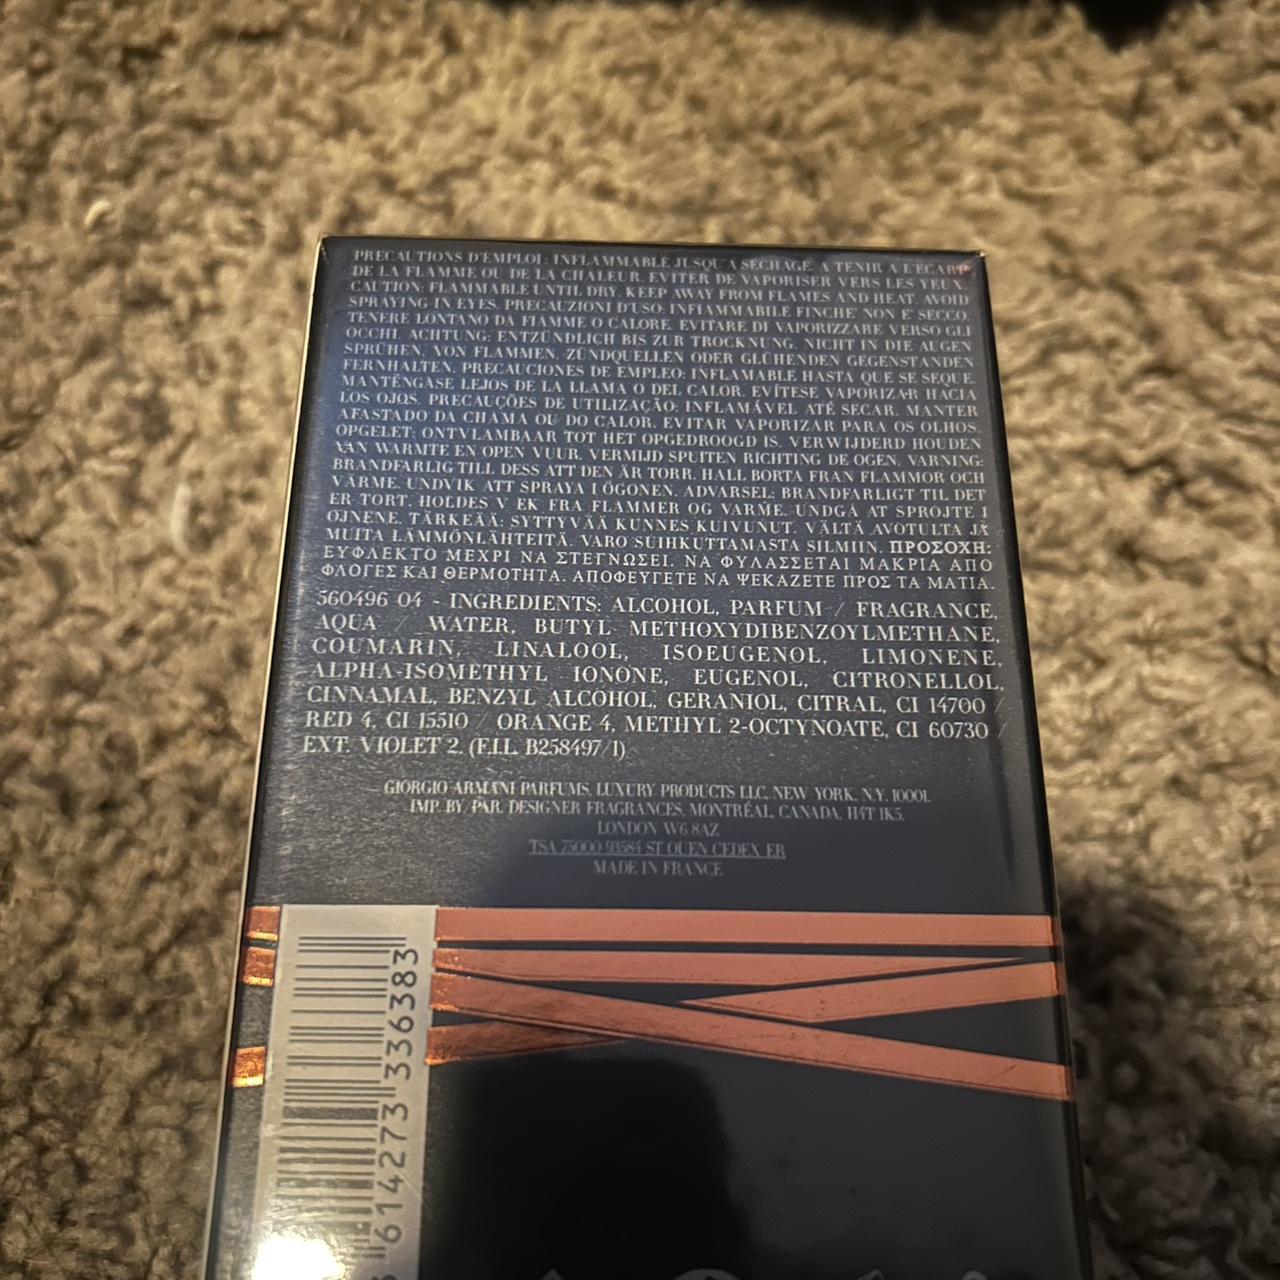 PRECAUTIONS D'EMPLOI: INFLAMMABLE JUSQU'A SECHAGE. A TENIR A L'ECART
DE LA FLAMME OU DE LA CHALEUR. EVITER DE VAPORISER VERS LES YEUX.
CAUTION: FLAMMABLE UNTIL DRY. KEEP AWAY FROM FLAMES AND HEAT. AVOID
SPRAYING IN EYES. PRECAUZIONI D'USO: INFIAMMABILE FINCHE' NON E' SECCO.
TENERE LONTANO DA FIAMME O CALORE. EVITARE DI VAPORIZZARE VERSO GLI
OCCHI. ACHTUNG: ENTZÜNDLICH BIS ZUR TROCKNUNG. NICHT IN DIE AUGEN
SPRÜHEN. VON FLAMMEN, ZÜNDQUELLEN ODER GLÜHENDEN GEGENSTANDEN
FERNHALTEN. PRECAUCIONES DE EMPLEO: INFLAMABLE HASTA QUE SE SEQUE.
MANTÉNGASE LEJOS DE LA LLAMA O DEL CALOR. EVÍTESE VAPORIZAR HACIA
LOS OJOS. PRECAUÇÕES DE UTILIZAÇÃO: INFLAMÁVEL ATÉ SECAR. MANTER
AFASTADO DA CHAMA OU DO CALOR. EVITAR VAPORIZAR PARA OS OLHOS.
OPGELET: ONTVLAMBAAR TOT HET OPGEDROOGD IS. VERWIJDERD HOUDEN
VAN WARMTE EN OPEN VUUR. VERMIJD SPUITEN RICHTING DE OGEN. VARNING:
BRANDFARLIG TILL DESS ATT DEN ÄR TORR. HALL BORTA FRAN FLAMMOR OCH
VÄRME. UNDVIK ATT SPRAYA I ÖGONEN. ADVARSEL: BRANDFARLIGT TIL DET
ER TORT. HOLDES V EK FRA FLAMMER OG VARME. UNDGA AT SPROJTE I
OJNENE. TÄRKEÄÄ: SYTTYVÄÄ KUNNES KUIVUNUT. VÄLTÄ AVOTULTA JA
MUITA LÄMMÖNLÄHTEITÄ. VARO SUIHKUTTAMASTA SILMIIN. ΠΡΟΣΟΧΗ:
ΕΥΦΛΕΚΤΟ ΜΕΧΡΙ ΝΑ ΣΤΕΓΝΩΣΕΙ. ΝΑ ΦΥΛΑΣΣΕΤΑΙ ΜΑΚΡΙΑ ΑΠΟ
ΦΛΟΓΕΣ ΚΑΙ ΘΕΡΜΟΤΗΤΑ. ΑΠΟΦΕΥΓΕΤΕ ΝΑ ΨΕΚΑΖΕΤΕ ΠΡΟΣ ΤΑ ΜΑΤΙΑ.
560496 04 - INGREDIENTS: ALCOHOL, PARFUM / FRAGRANCE,
AQUA / WATER, BUTYL METHOXYDIBENZOYLMETHANE,
COUMARIN, LINALOOL, ISOEUGENOL, LIMONENE,
ALPHA-ISOMETHYL IONONE, EUGENOL, CITRONELLOL,
CINNAMAL, BENZYL ALCOHOL, GERANIOL, CITRAL, CI 14700 /
RED 4, CI 15510 / ORANGE 4, METHYL 2-OCTYNOATE, CI 60730 /
EXT. VIOLET 2. (F.I.L. B258497/1)
GIORGIO ARMANI PARFUMS, LUXURY PRODUCTS LLC, NEW YORK, N.Y. 10001.
IMP. BY. PAR. DESIGNER FRAGRANCES, MONTRÉAL, CANADA, H4T 1K5.
LONDON W6 8AZ
TSA 75000 93584 ST OUEN CEDEX FR
MADE IN FRANCE
3 614273 336383